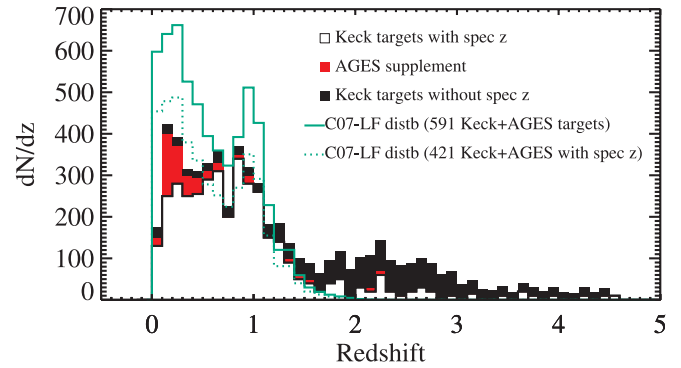 700
600
500
400
300
200
100
0
dN/dz
Keck targets with spec z
AGES supplement
Keck targets without spec z
C07-LF distb (591 Keck+AGES targets)
C07-LF distb (421 Keck+AGES with spec z)
0 1 2 3 4 5
Redshift